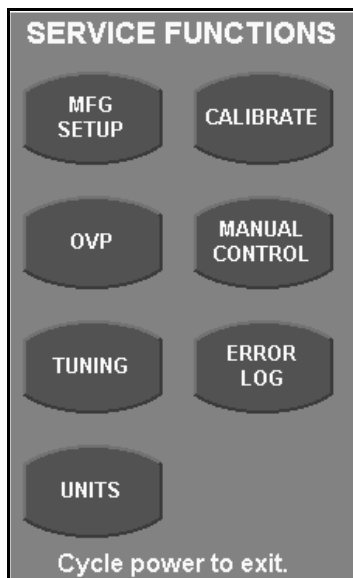 SERVICE FUNCTIONS
MFG
SETUP
CALIBRATE
OVP
MANUAL
CONTROL
TUNING
ERROR
LOG
UNITS
Cycle power to exit.